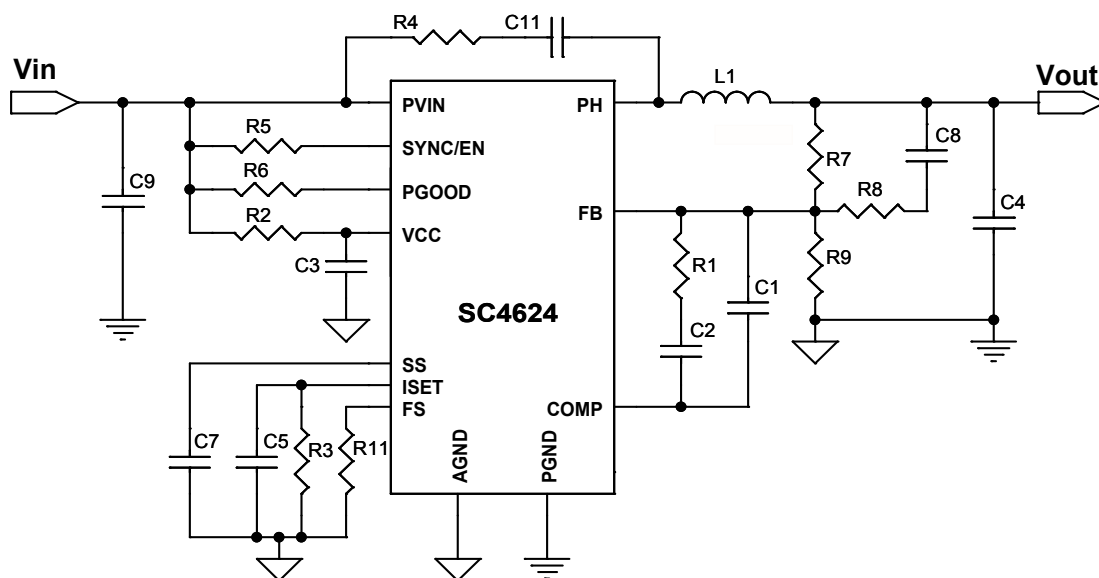 R4
C11
Vin
L1
Vout
PVIN
PH
R5
SYNC/EN
C8
R7
R6
PGOOD
C9
R8
R2
FB
C4
VCC
C3
R1
R9
C1
SC4624
C2
SS
ISET
FS
COMP
C7
C5
R3
R11
AGND
PGND